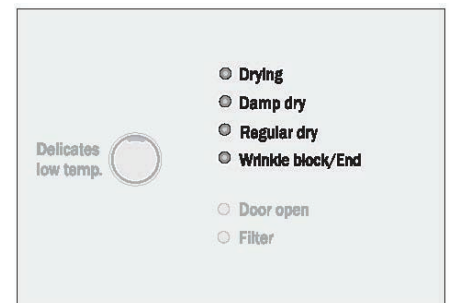 Drying
Damp dry
Regular dry
Wrinkle block/End
Delicates
low temp.
Door open
Filter